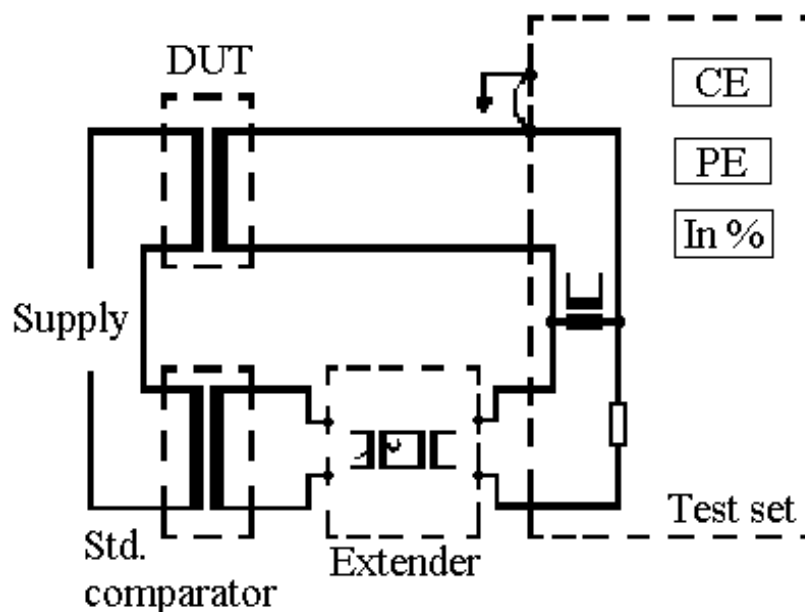 DUT
CE
PE
In %
Supply
Std.
comparator
Extender
Test set